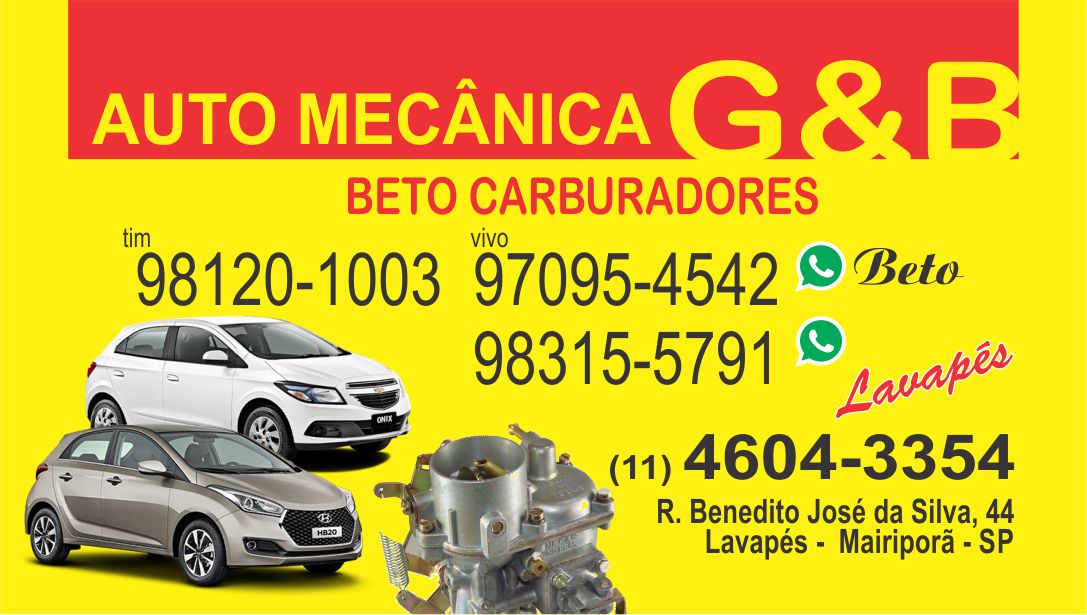 AUTO MECÂNICA G&B
BETO CARBURADORES
tim
98120-1003
vivo
97095-4542 Beto
98315-5791
Lavapés
(11) 4604-3354
R. Benedito José da Silva, 44
Lavapés - Mairiporã - SP
ONIX
HB20